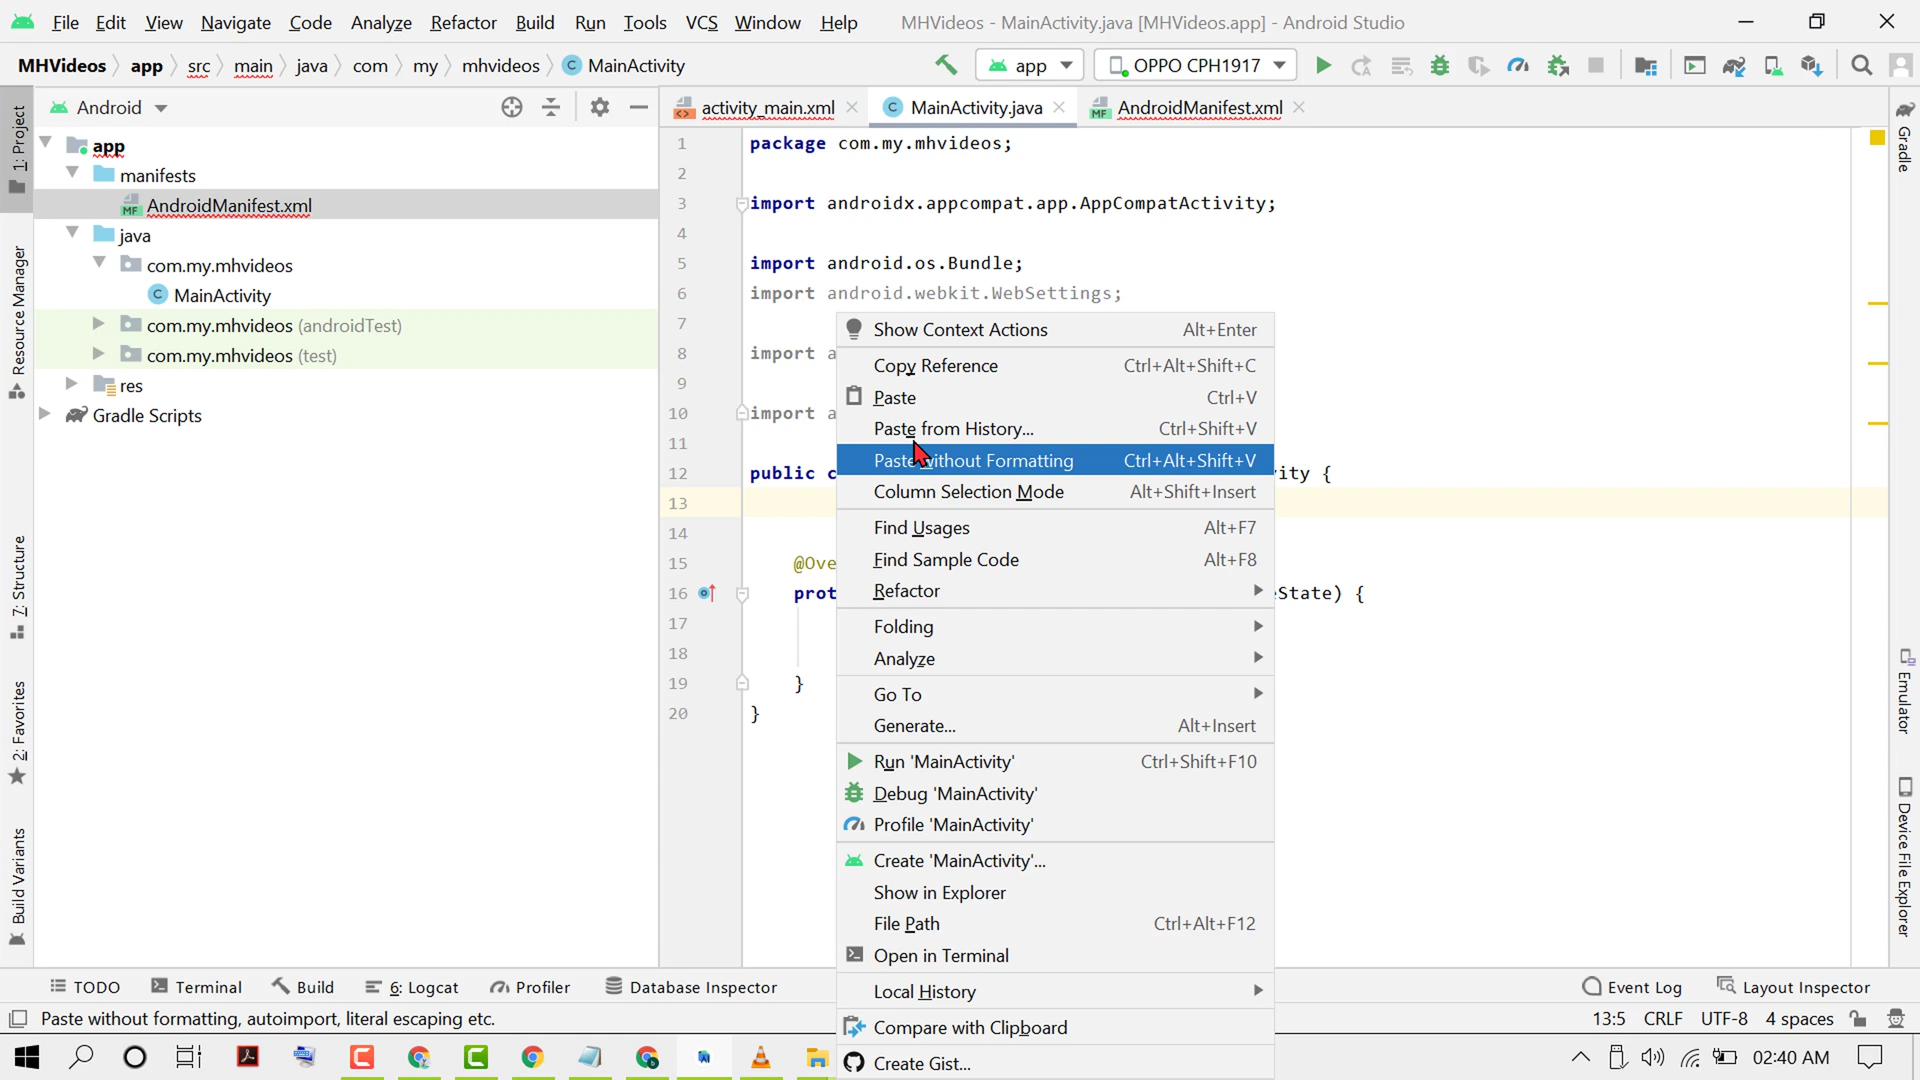 File Edit View Navigate Code Analyze Refactor Build Run Tools VCS Window Help MHVideos - MainActivity.java [MHVideos.app] - Android Studio
MHVideos app src main java com my mhvideos MainActivity app OPPO CPH1917
Android
activity_main.xml MainActivity.java AndroidManifest.xml
1: Project
Resource Manager
7: Structure
2: Favorites
Build Variants
app
manifests
AndroidManifest.xml
java
com.my.mhvideos
MainActivity
com.my.mhvideos (androidTest)
com.my.mhvideos (test)
res
Gradle Scripts
1 package com.my.mhvideos;
2
3 import androidx.appcompat.app.AppCompatActivity;
4
5 import android.os.Bundle;
6 import android.webkit.WebSettings;
7
8 import a
9
10 import a
11
12 public c ity {
13
14
15 @Ove
16 prot eState) {
17
18
19 }
20 }
Show Context Actions Alt+Enter
Copy Reference Ctrl+Alt+Shift+C
Paste Ctrl+V
Paste from History... Ctrl+Shift+V
Paste without Formatting Ctrl+Alt+Shift+V
Column Selection Mode Alt+Shift+Insert
Find Usages Alt+F7
Find Sample Code Alt+F8
Refactor
Folding
Analyze
Go To
Generate... Alt+Insert
Run 'MainActivity' Ctrl+Shift+F10
Debug 'MainActivity'
Profile 'MainActivity'
Create 'MainActivity'...
Show in Explorer
File Path Ctrl+Alt+F12
Open in Terminal
Local History
Compare with Clipboard
Create Gist...
Gradle
Emulator
Device File Explorer
TODO Terminal Build 6: Logcat Profiler Database Inspector Event Log Layout Inspector
Paste without formatting, autoimport, literal escaping etc. 13:5 CRLF UTF-8 4 spaces
02:40 AM